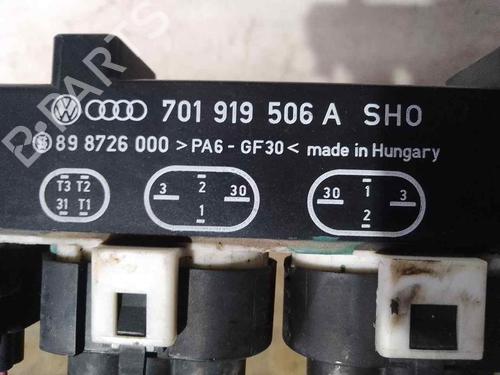 B-PARTS
701 919 506 A SHO
89 8726 000 >PA6-GF30< made in Hungary
T3 T2
31 T1
3 2 30
1
30 1 3
2